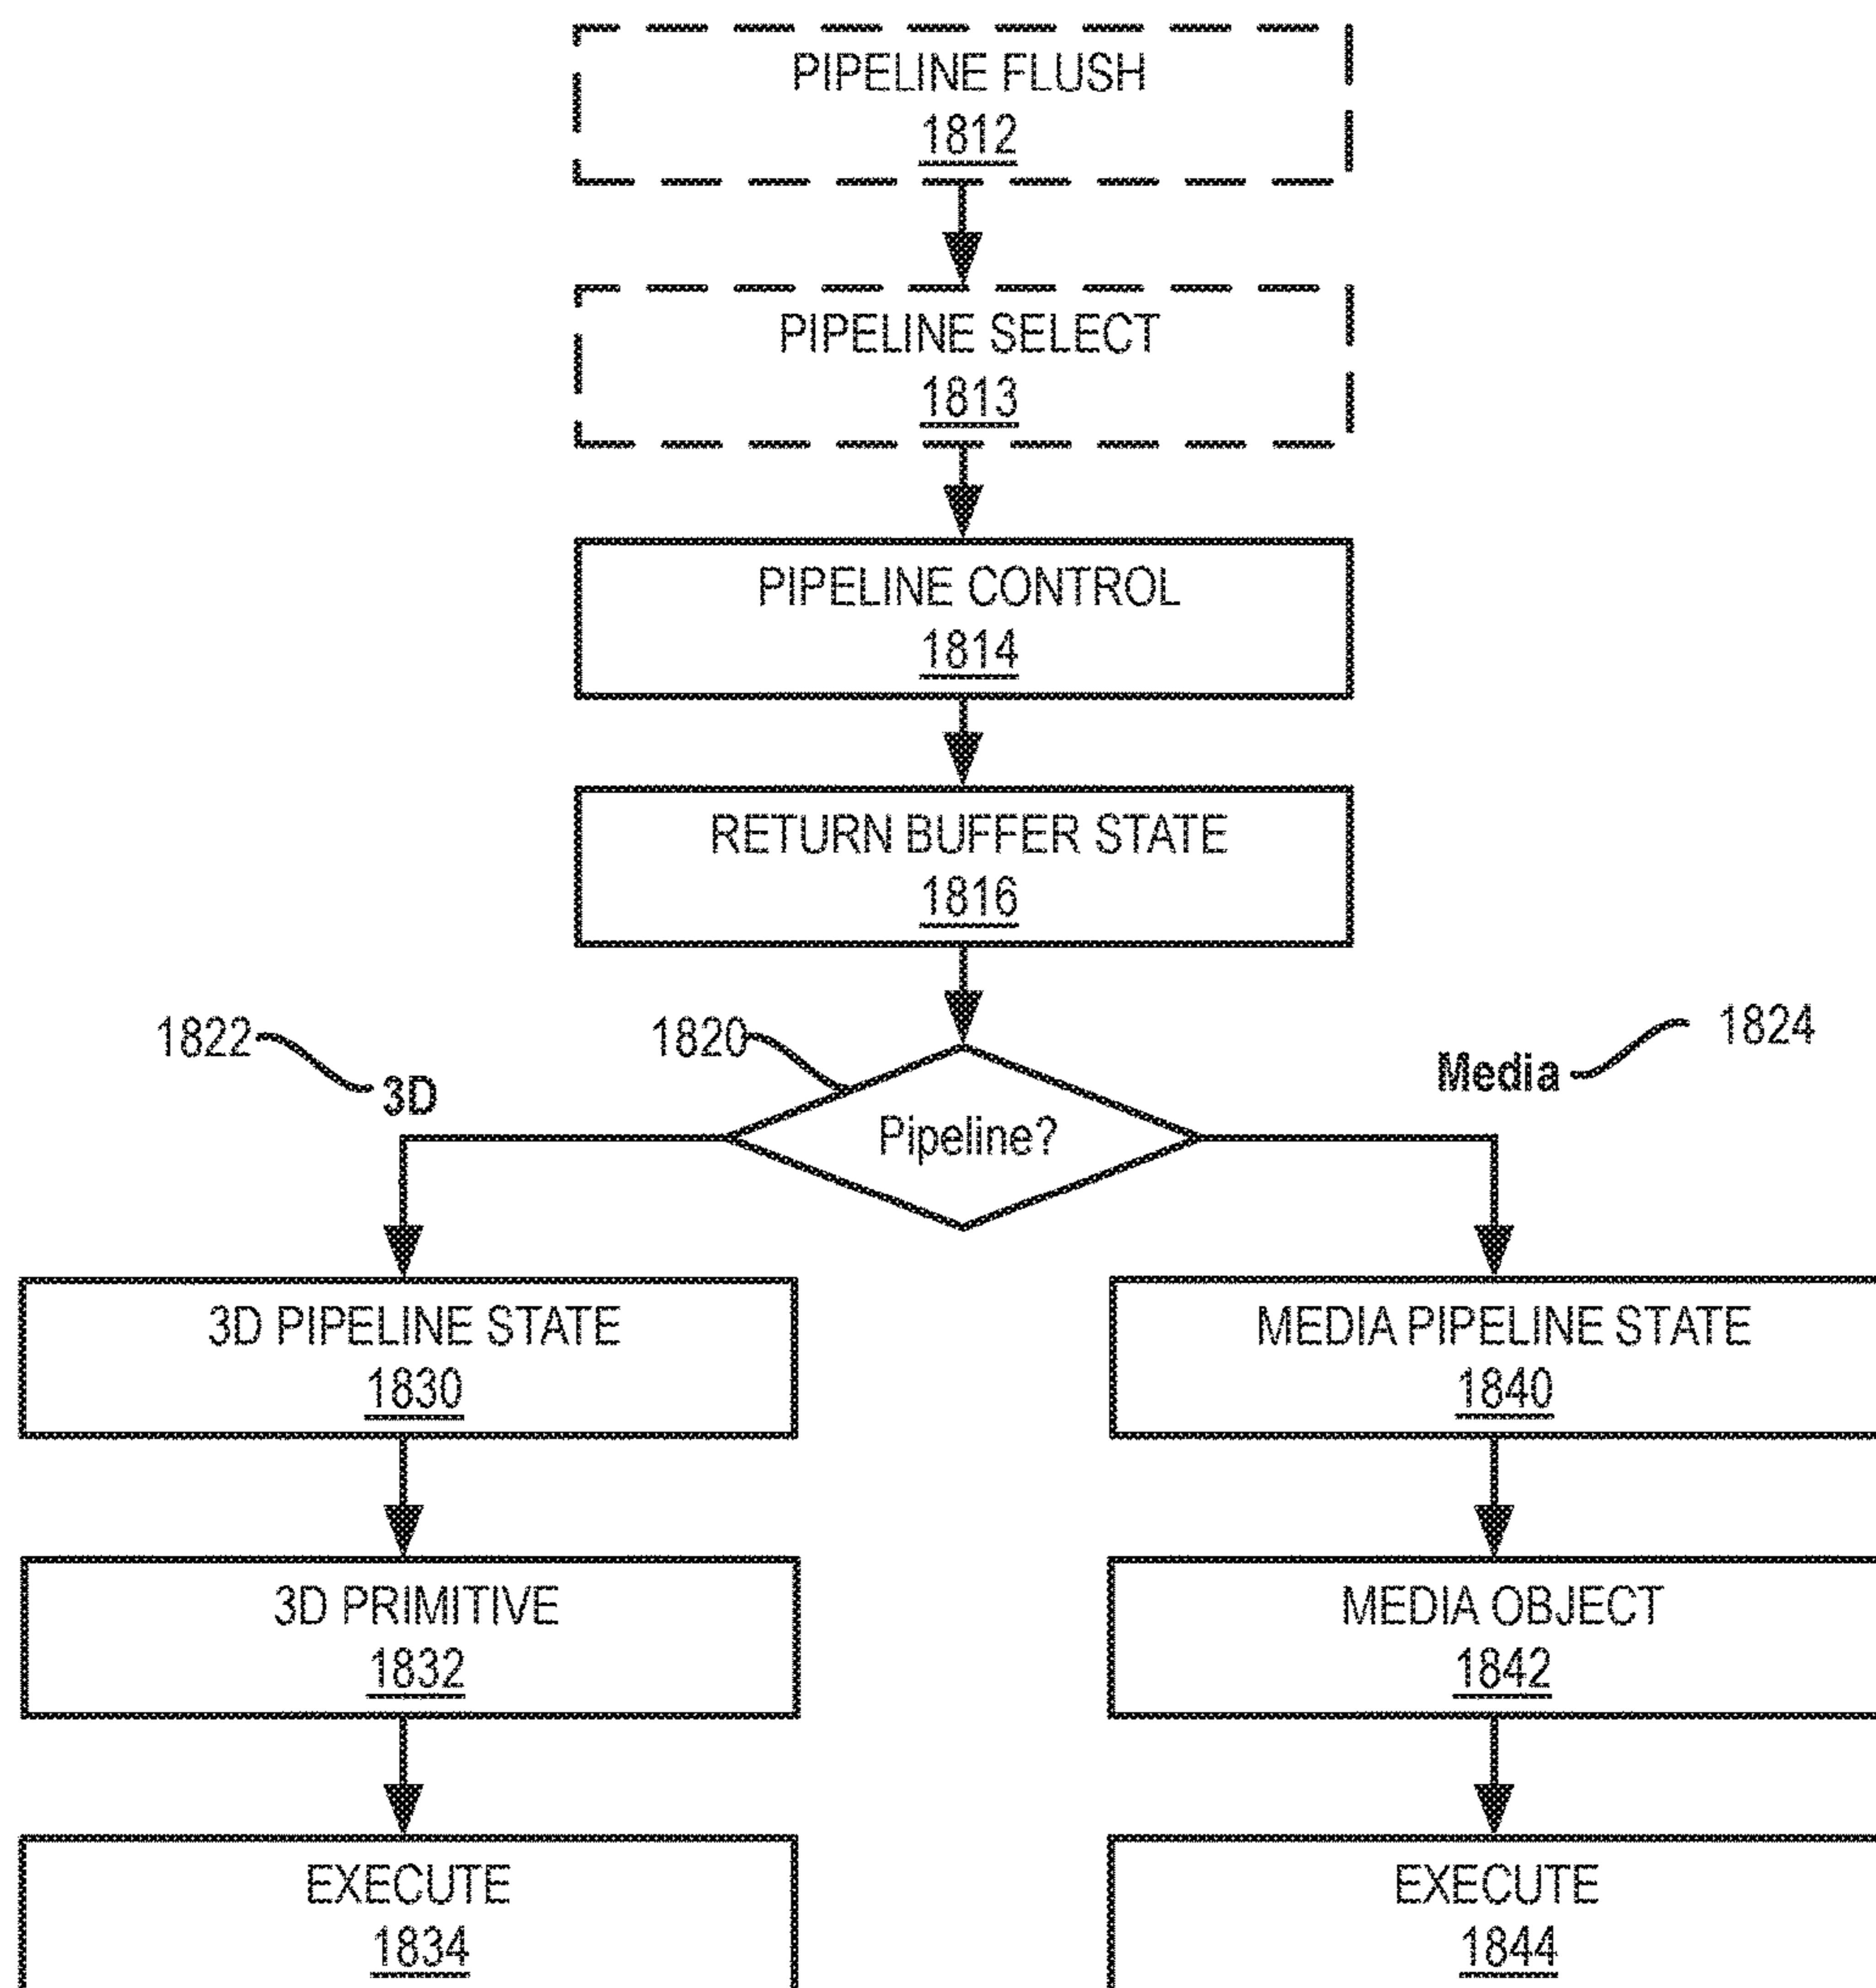 PIPELINE FLUSH
1812
PIPELINE SELECT
1813
PIPELINE CONTROL
1814
RETURN BUFFER STATE
1816
1822
3D
1820
Pipeline?
Media
1824
3D PIPELINE STATE
1830
MEDIA PIPELINE STATE
1840
3D PRIMITIVE
1832
MEDIA OBJECT
1842
EXECUTE
1834
EXECUTE
1844